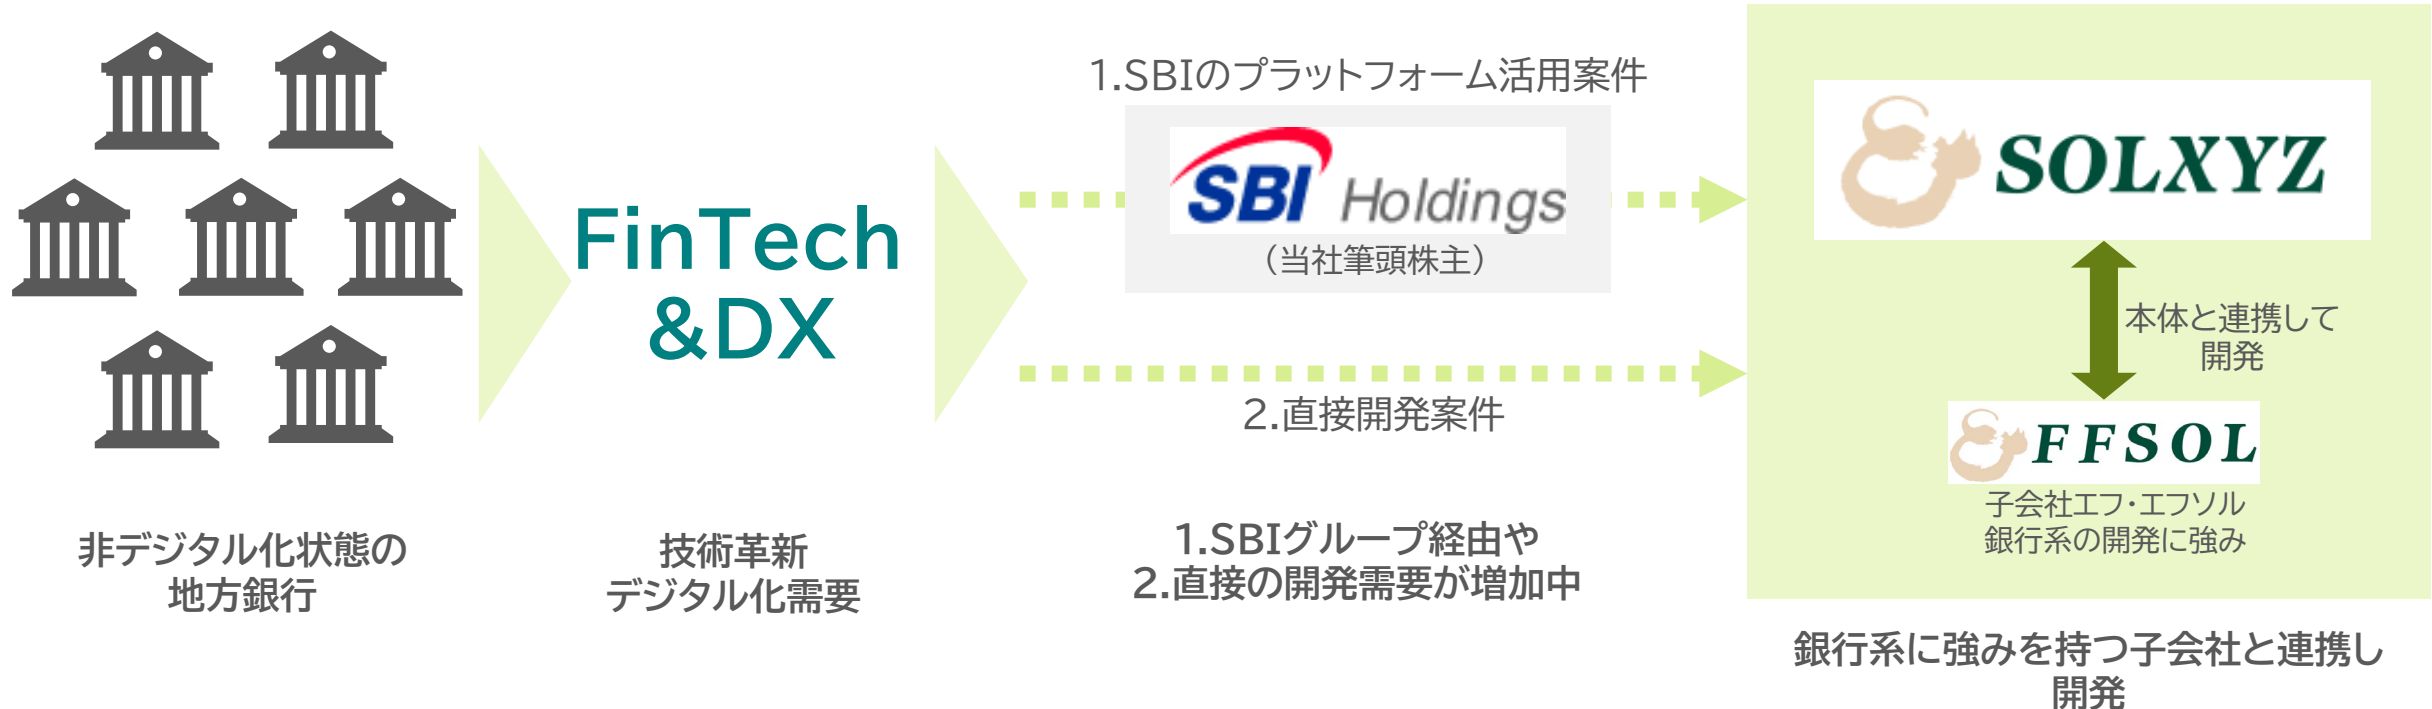 非デジタル化状態の
地方銀行
FinTech
&DX
技術革新
デジタル化需要
1.SBIのプラットフォーム活用案件
SBI Holdings
（当社筆頭株主）
2.直接開発案件
1.SBIグループ経由や
2.直接の開発需要が増加中
SOLXYZ
本体と連携して
開発
FFSOL
子会社エフ・エフソル
銀行系の開発に強み
銀行系に強みを持つ子会社と連携し
開発